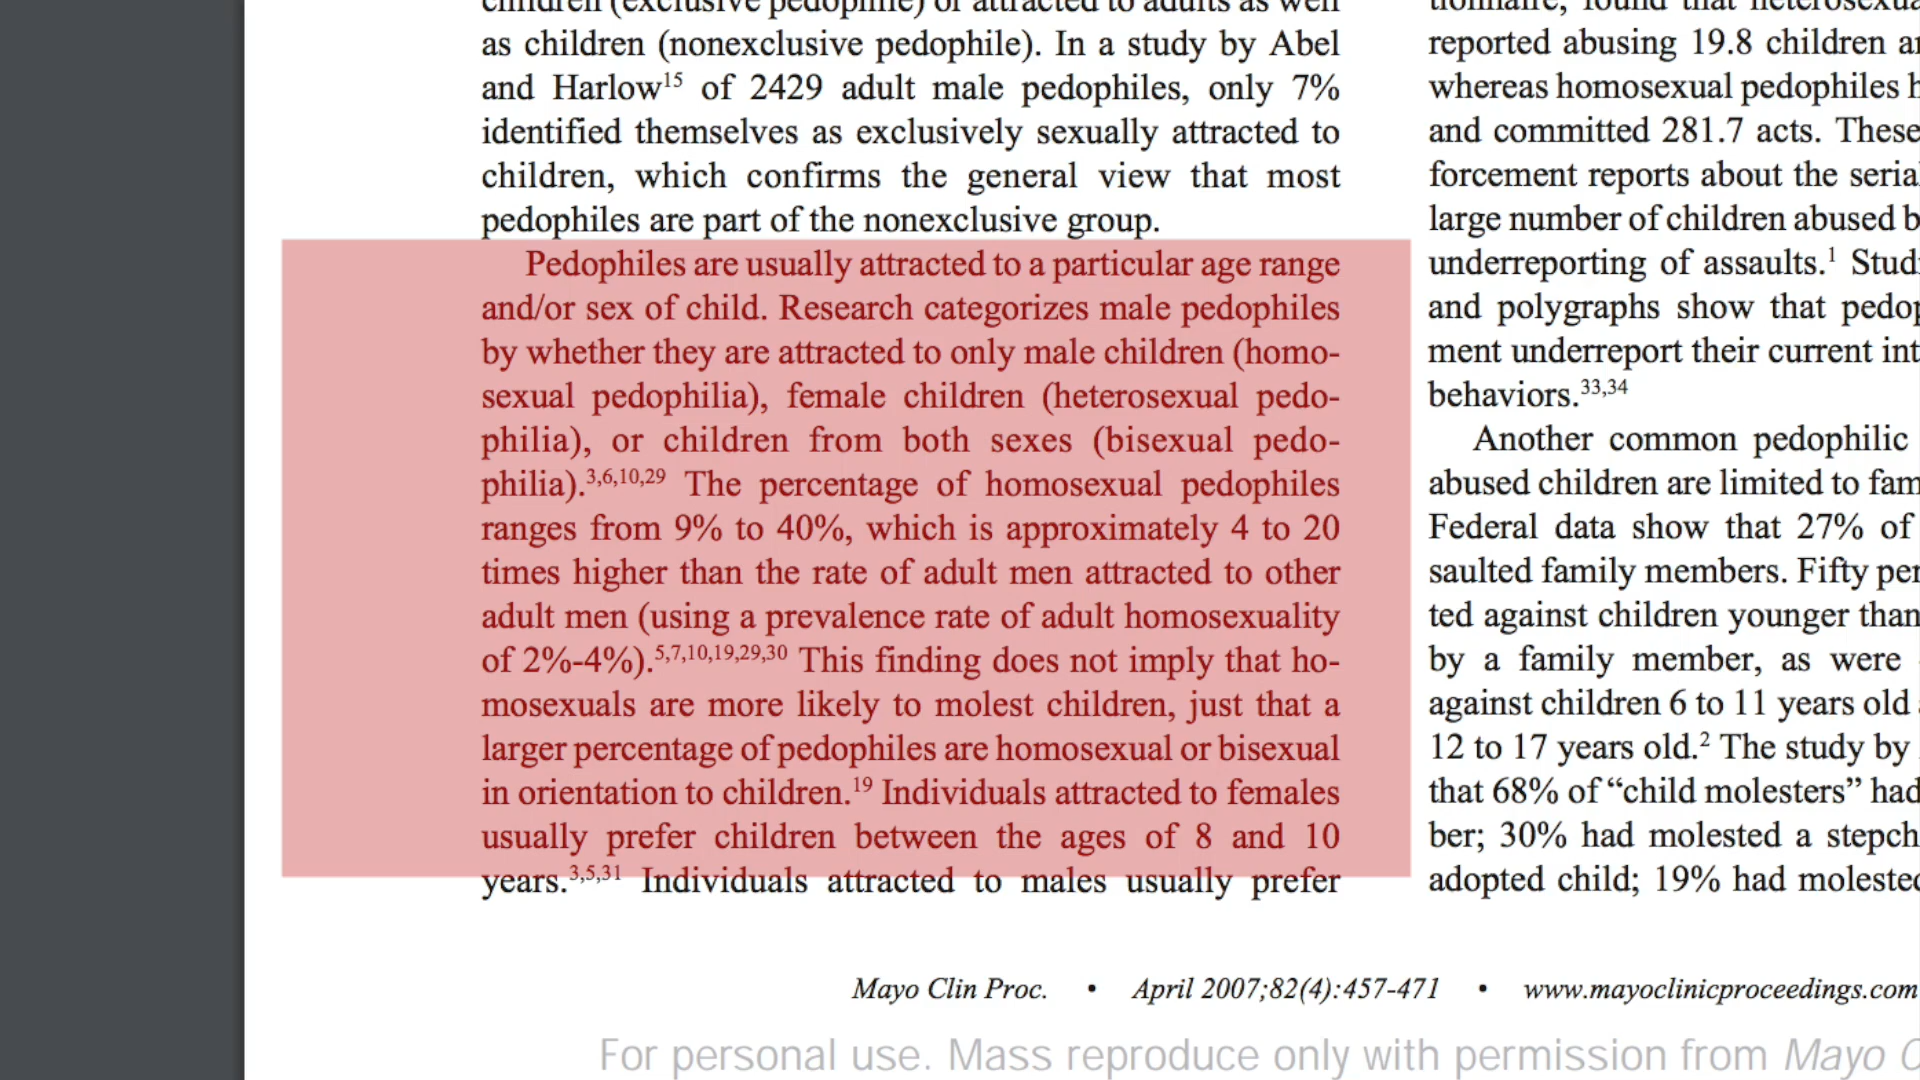 children (exclusive pedophile) or attracted to adults as well
as children (nonexclusive pedophile). In a study by Abel
and Harlow15 of 2429 adult male pedophiles, only 7%
identified themselves as exclusively sexually attracted to
children, which confirms the general view that most
pedophiles are part of the nonexclusive group.
Pedophiles are usually attracted to a particular age range
and/or sex of child. Research categorizes male pedophiles
by whether they are attracted to only male children (homo-
sexual pedophilia), female children (heterosexual pedo-
philia), or children from both sexes (bisexual pedo-
philia).3,6,10,29 The percentage of homosexual pedophiles
ranges from 9% to 40%, which is approximately 4 to 20
times higher than the rate of adult men attracted to other
adult men (using a prevalence rate of adult homosexuality
of 2%-4%).5,7,10,19,29,30 This finding does not imply that ho-
mosexuals are more likely to molest children, just that a
larger percentage of pedophiles are homosexual or bisexual
in orientation to children.19 Individuals attracted to females
usually prefer children between the ages of 8 and 10
years.3,5,31 Individuals attracted to males usually prefer
found that
reported abusing 19.8 children
whereas homosexual pedophiles
and committed 281.7 acts. These
forcement reports about the
large number of children abused
underreporting of assaults.1
and polygraphs show that
ment underreport their current
behaviors.33,34
Another common pedophilic
abused children are limited to
Federal data show that 27% of
saulted family members. Fifty
ted against children younger than
by a family member, as were
against children 6 to 11 years old
12 to 17 years old.2 The study by
that 68% of “child molesters” had
ber; 30% had molested a
adopted child; 19% had molested
Mayo Clin Proc. • April 2007;82(4):457-471 • www.mayoclinicproceedings.com
For personal use. Mass reproduce only with permission from Mayo